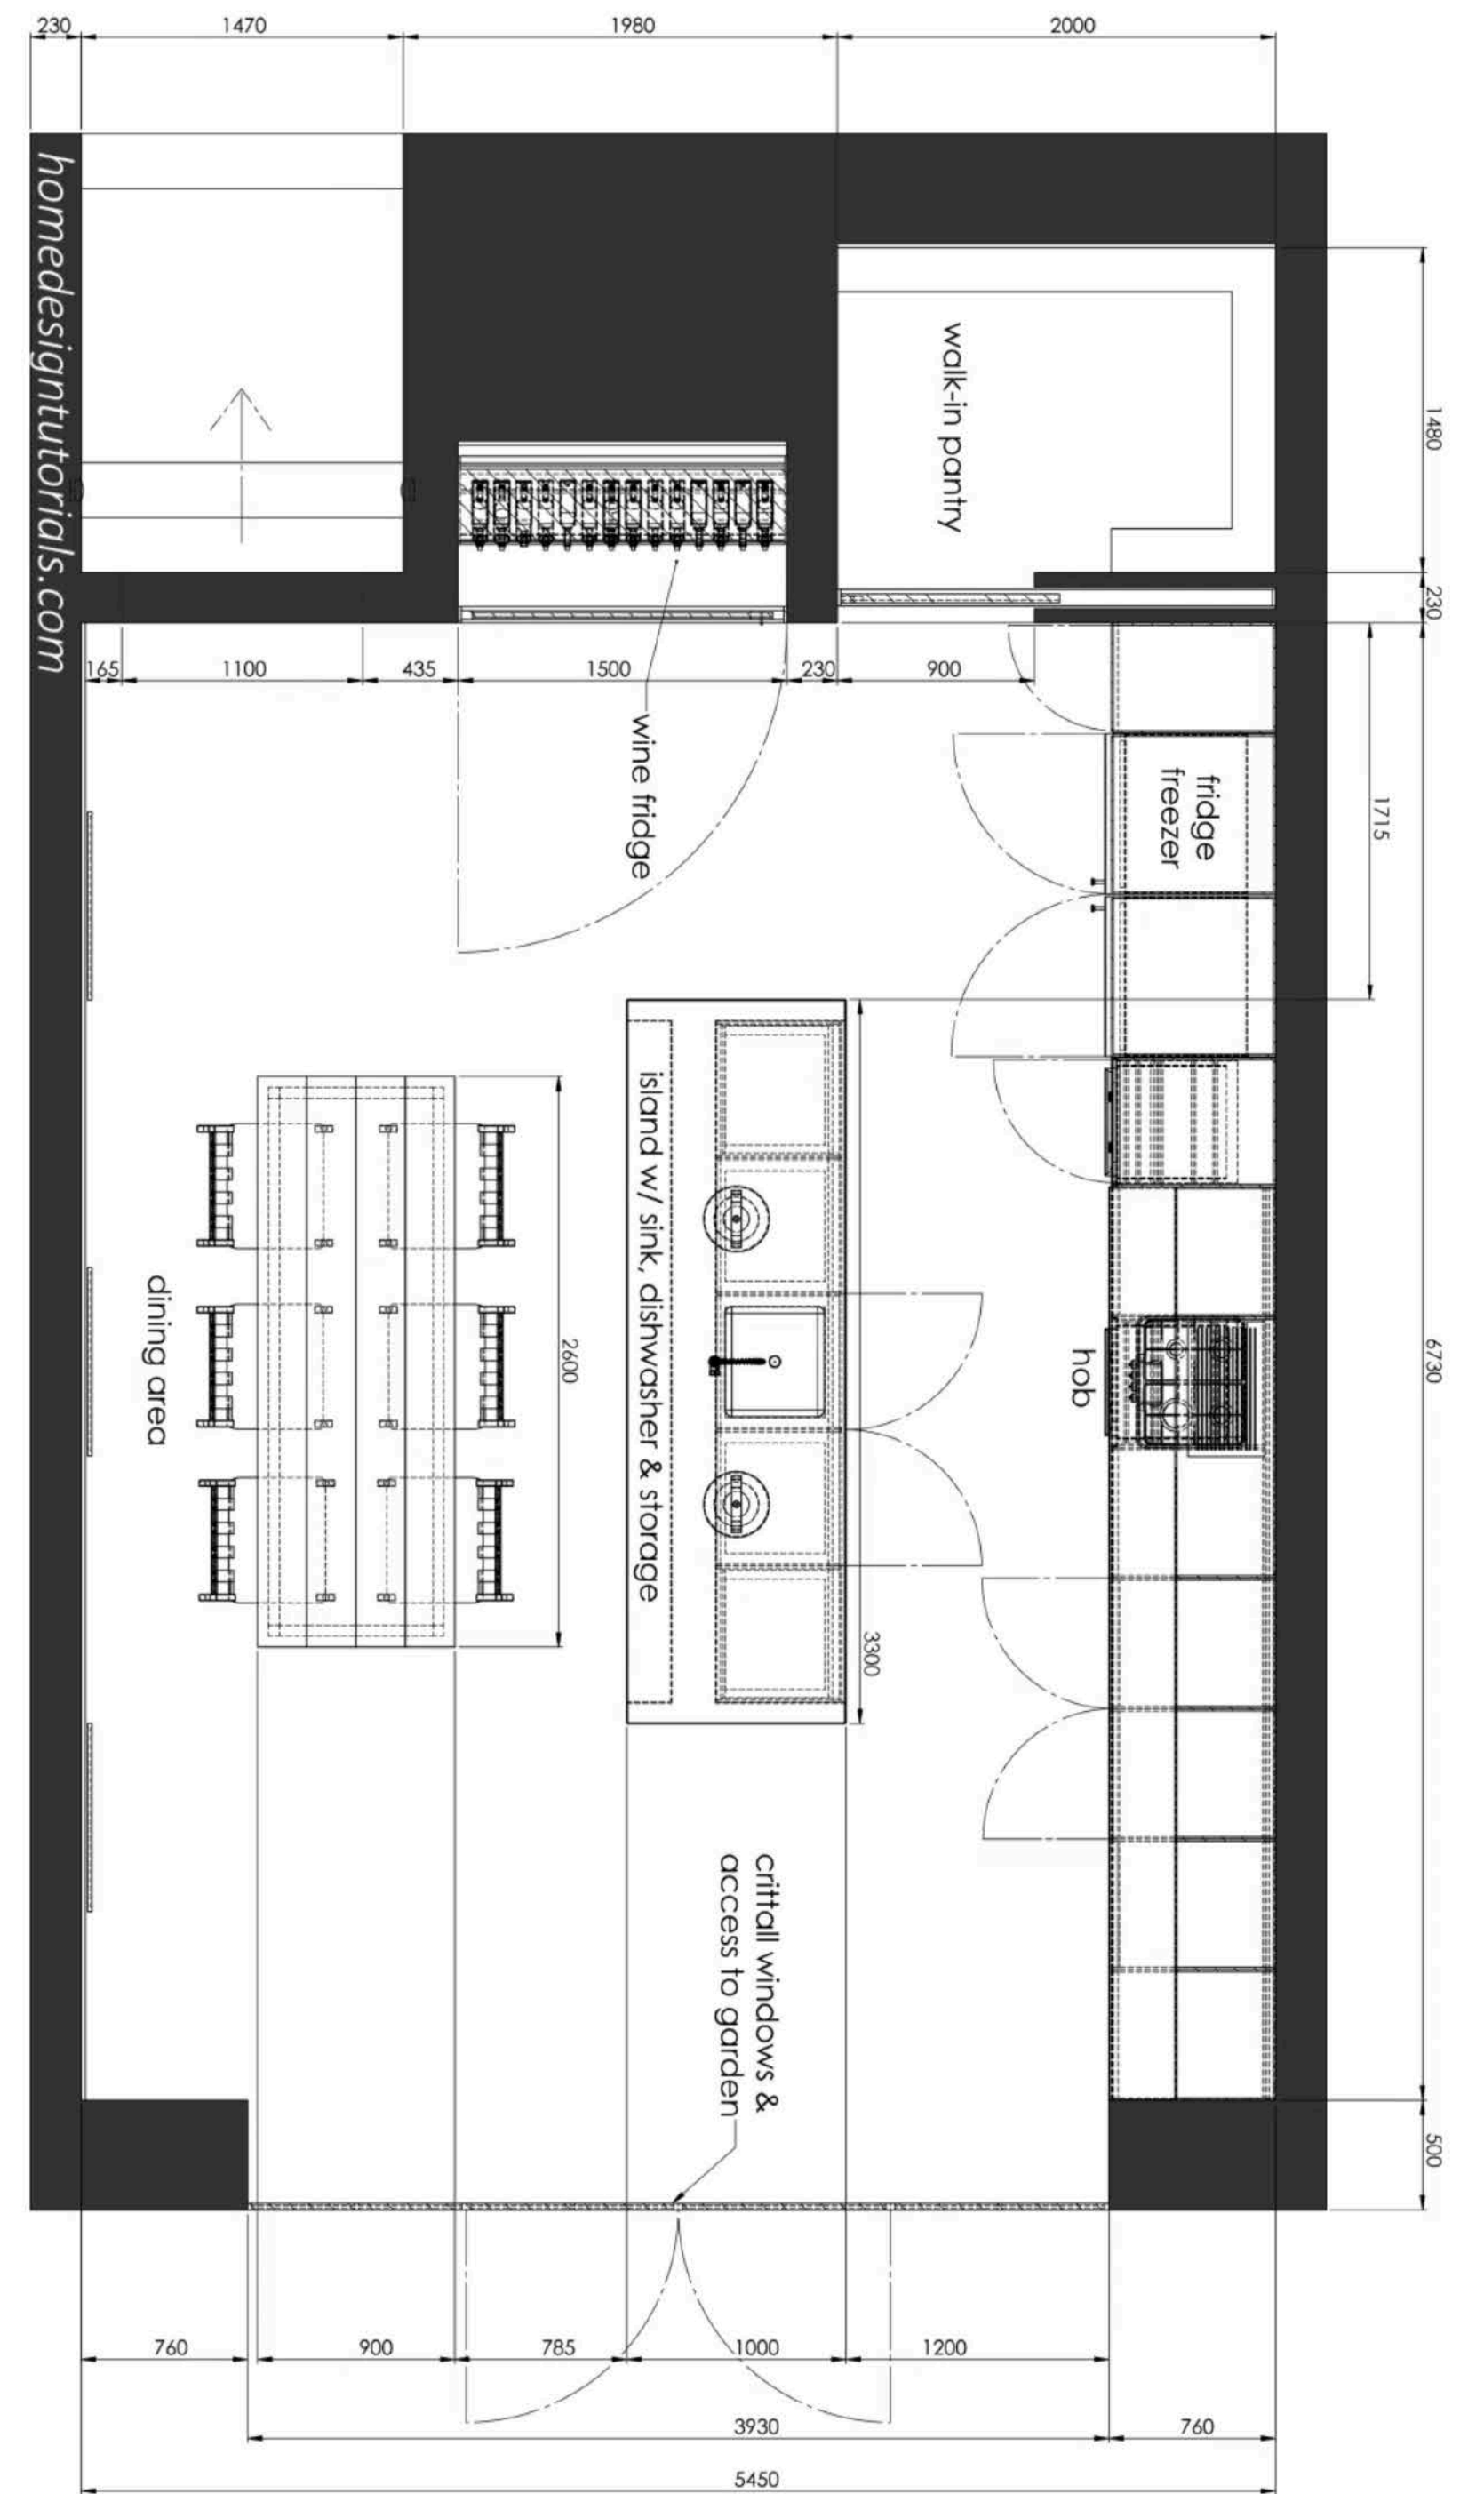 230
1470
1980
2000
homedesigntutorials.com
walk-in pantry
1480
230
165
1100
435
1500
230
900
wine fridge
fridge
freezer
1715
island w/ sink, dishwasher & storage
hob
6730
2600
dining area
3300
crittall windows &
access to garden
500
760
900
785
1000
1200
3930
760
5450